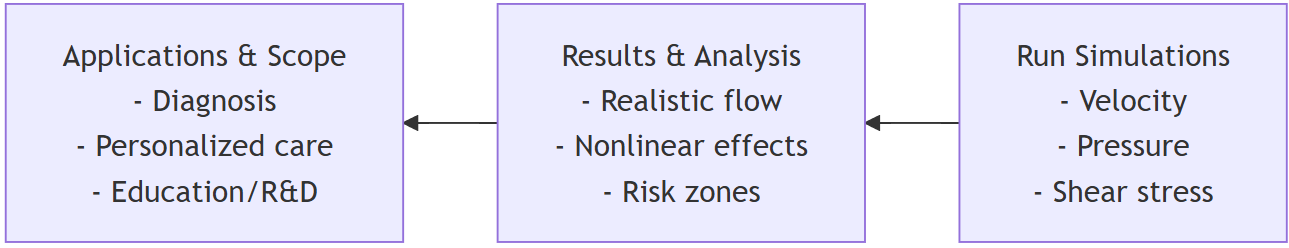 Applications & Scope
- Diagnosis
- Personalized care
- Education/R&D
Results & Analysis
- Realistic flow
- Nonlinear effects
- Risk zones
Run Simulations
- Velocity
- Pressure
- Shear stress